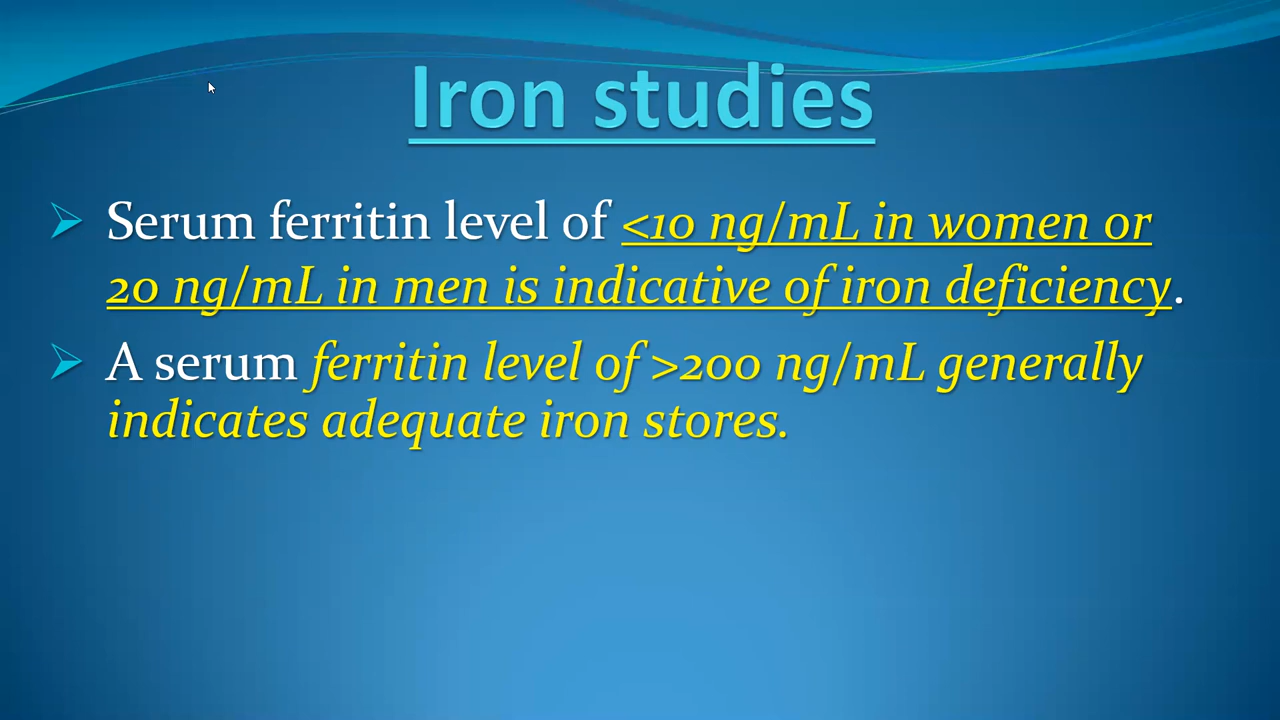 Iron studies
Serum ferritin level of <10 ng/mL in women or
20 ng/mL in men is indicative of iron deficiency.
A serum ferritin level of >200 ng/mL generally
indicates adequate iron stores.